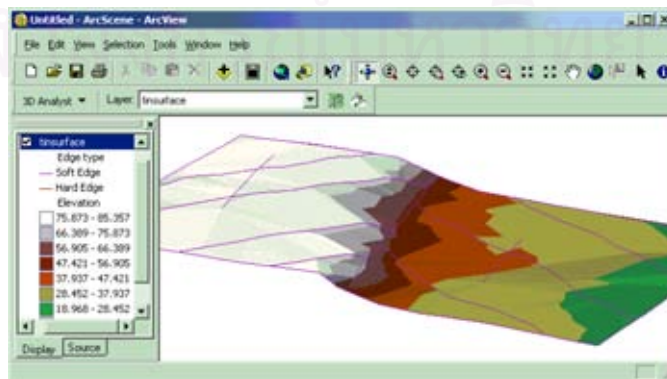 Untitled - ArcScene - ArcView
File Edit View Selection Tools Window Help
3D Analyst Layer: tinsurface
tinsurface
Edge type
Soft Edge
Hard Edge
Elevation
75.873 - 85.357
66.389 - 75.873
56.905 - 66.389
47.421 - 56.905
37.937 - 47.421
28.452 - 37.937
18.968 - 28.452
Display Source